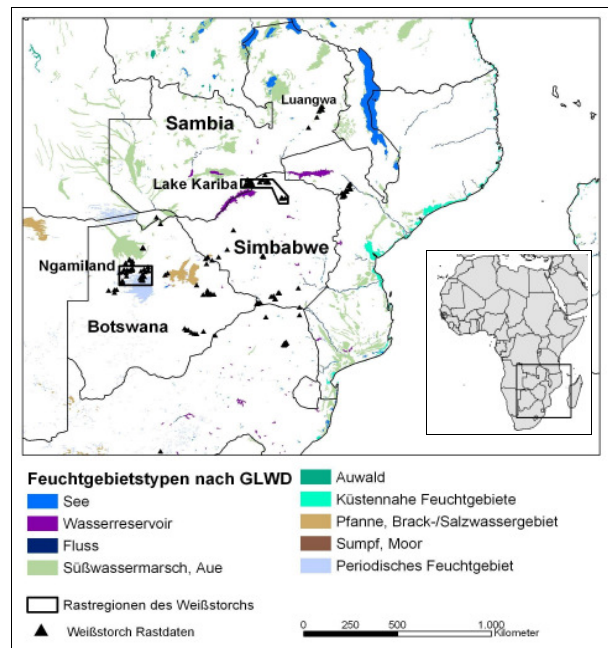 Luangwa
Sambia
Lake Kariba
Simbabwe
Ngamiland
Botswana
Feuchtgebietstypen nach GLWD
See
Wasserreservoir
Fluss
Süßwassermarsch, Aue
Auwald
Küstennahe Feuchtgebiete
Pfanne, Brack-/Salzwassergebiet
Sumpf, Moor
Periodisches Feuchtgebiet
Rastregionen des Weißstorchs
Weißstorch Rastdaten
0 250 500 1.000
Kilometer